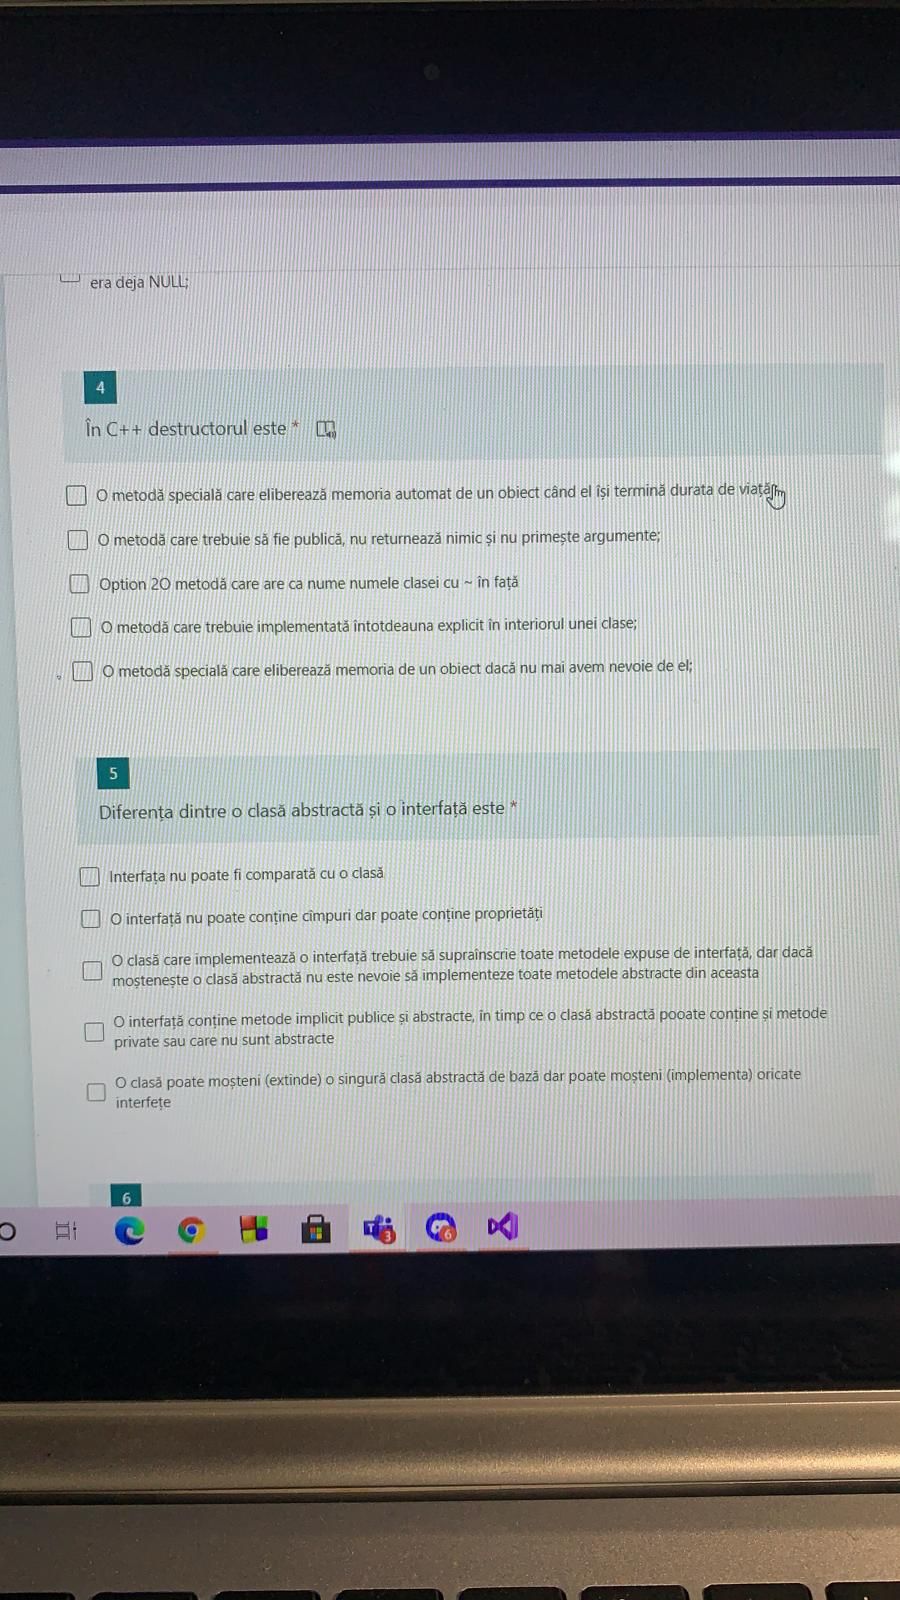 era deja NULL;
4
În C++ destructorul este *
O metodă specială care eliberează memoria automat de un obiect când el își termină durata de viață
O metodă care trebuie să fie publică, nu returnează nimic și nu primește argumente;
Option 2O metodă care are ca nume numele clasei cu ~ în față
O metodă care trebuie implementată întotdeauna explicit în interiorul unei clase;
O metodă specială care eliberează memoria de un obiect dacă nu mai avem nevoie de el;
5
Diferența dintre o clasă abstractă și o interfață este *
Interfața nu poate fi comparată cu o clasă
O interfață nu poate conține cîmpuri dar poate conține proprietăți
O clasă care implementează o interfață trebuie să supraînscrie toate metodele expuse de interfață, dar dacă
moștenește o clasă abstractă nu este nevoie să implementeze toate metodele abstracte din aceasta
O interfață conține metode implicit publice și abstracte, în timp ce o clasă abstractă pooate conține și metode
private sau care nu sunt abstracte
O clasă poate moșteni (extinde) o singură clasă abstractă de bază dar poate moșteni (implementa) oricate
interfețe
6
T 3
6